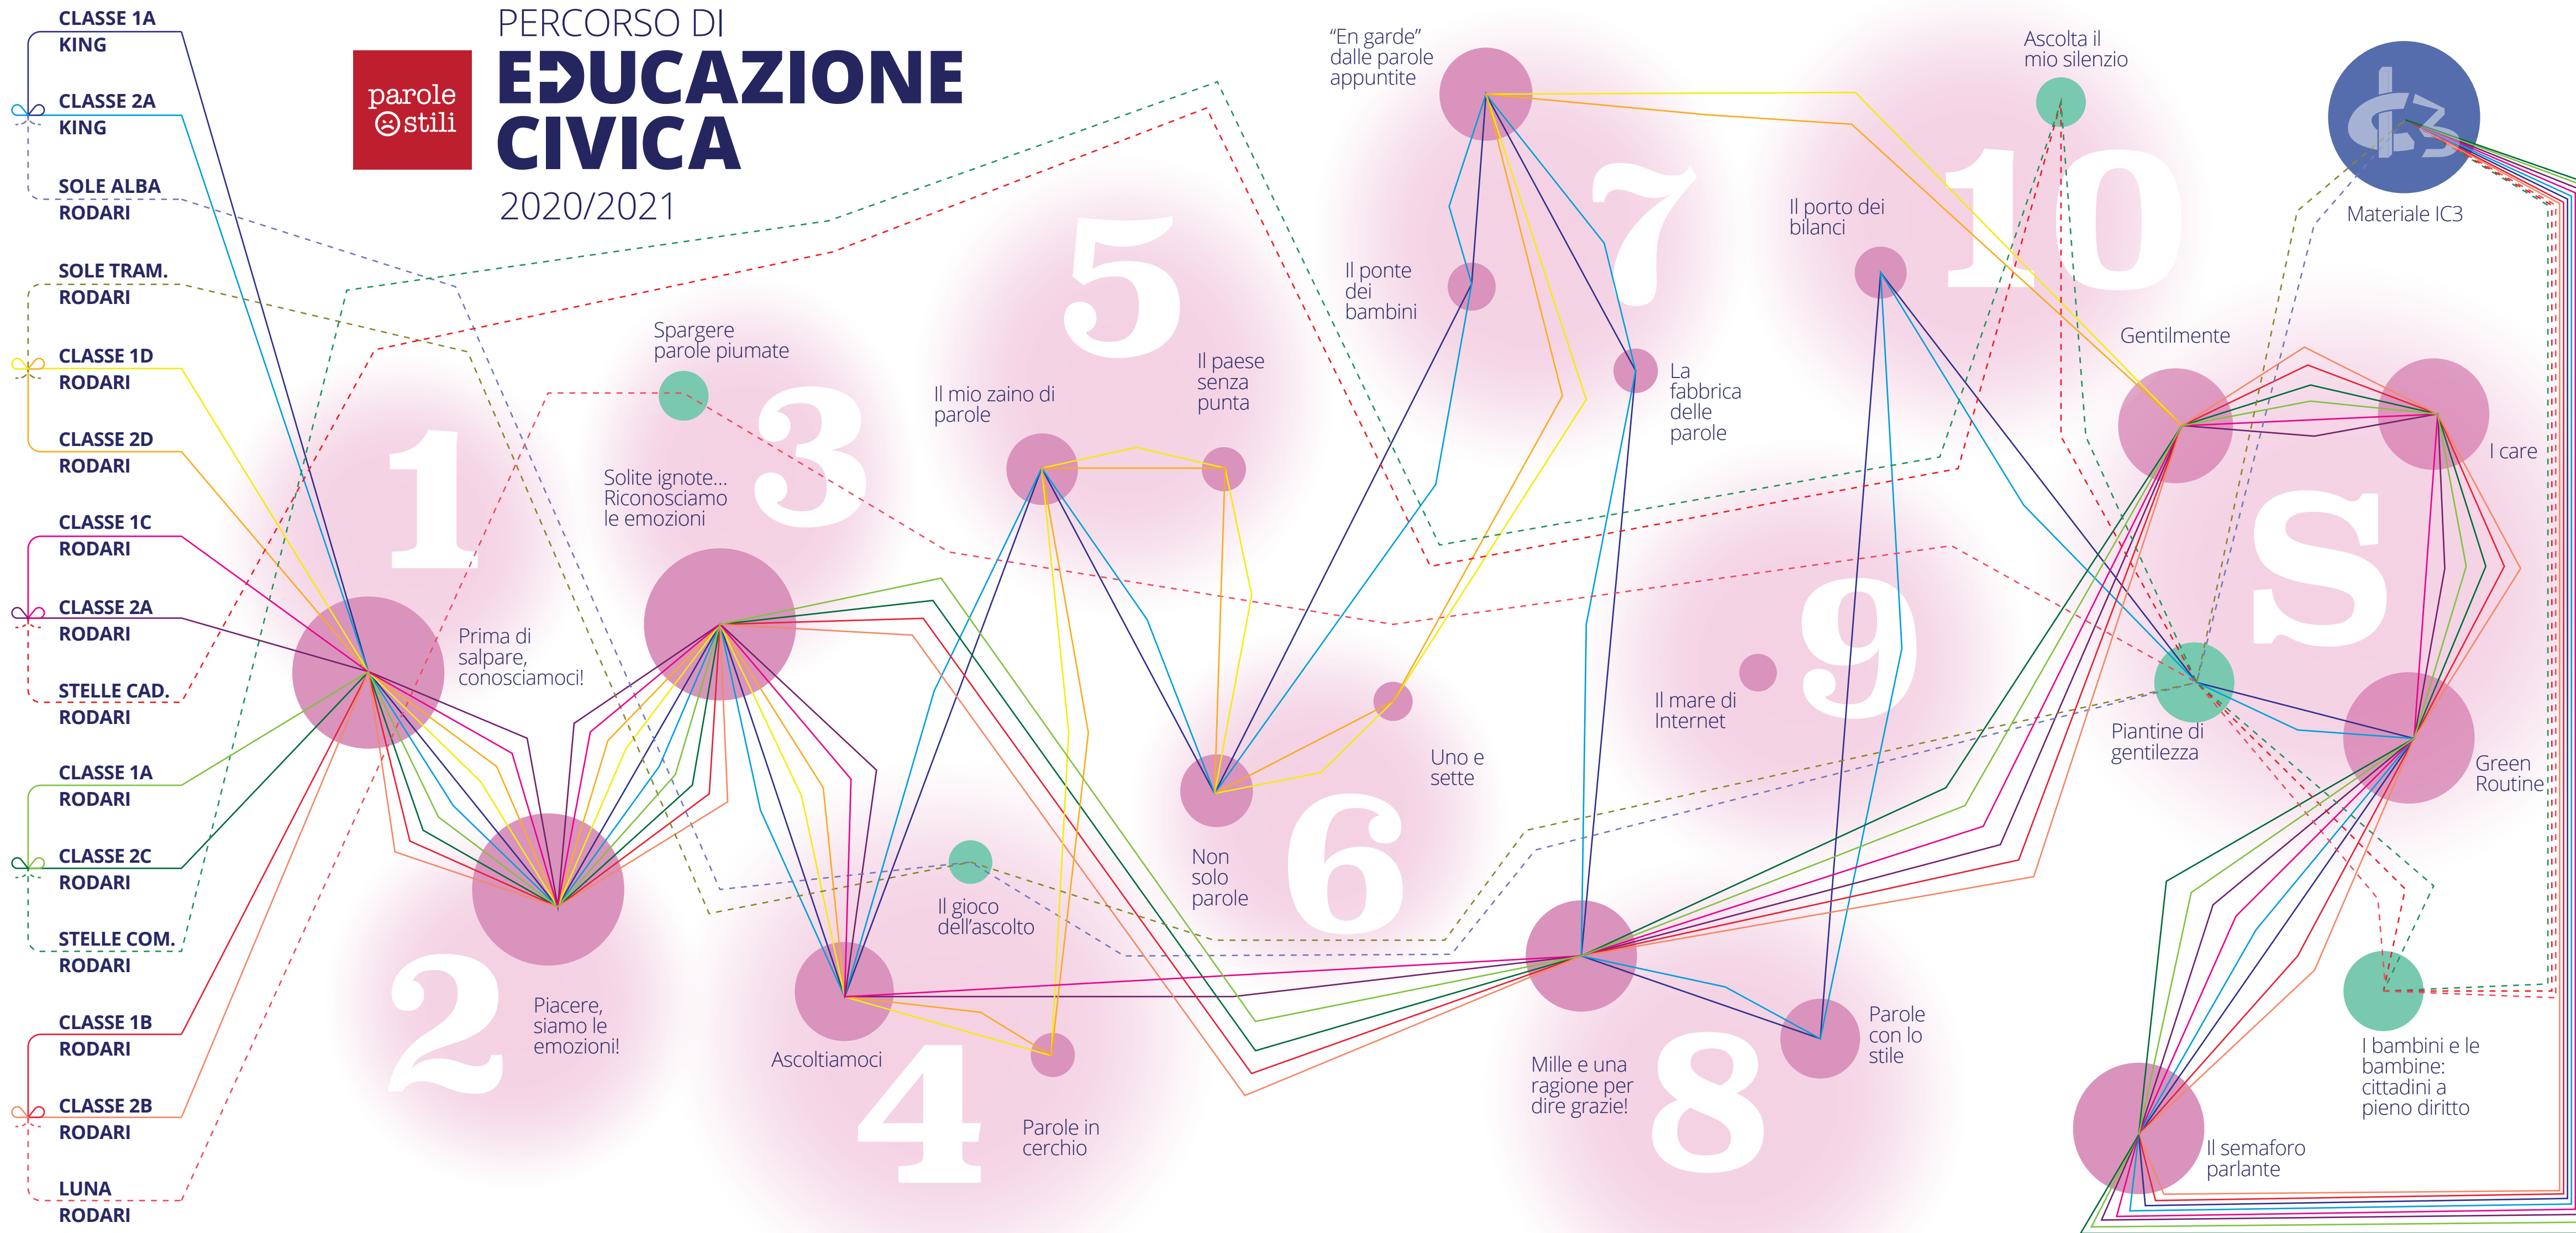 PERCORSO DI
EDUCAZIONE
CIVICA
2020/2021
parole
stili
CLASSE 1A
KING
CLASSE 2A
KING
SOLE ALBA
RODARI
SOLE TRAM.
RODARI
CLASSE 1D
RODARI
CLASSE 2D
RODARI
CLASSE 1C
RODARI
CLASSE 2A
RODARI
STELLE CAD.
RODARI
CLASSE 1A
RODARI
CLASSE 2C
RODARI
STELLE COM.
RODARI
CLASSE 1B
RODARI
CLASSE 2B
RODARI
LUNA
RODARI
1
Prima di
salpare,
conosciamoci!
2
Piacere,
siamo le
emozioni!
3
Spargere
parole piumate
Solite ignote...
Riconosciamo
le emozioni
4
Ascoltiamoci
Il gioco
dell’ascolto
Parole in
cerchio
5
Il mio zaino di
parole
Il paese
senza
punta
6
Non
solo
parole
Uno e
sette
7
“En garde”
dalle parole
appuntite
Il ponte
dei
bambini
La
fabbrica
delle
parole
8
Mille e una
ragione per
dire grazie!
Parole
con lo
stile
9
Il mare di
Internet
10
Il porto dei
bilanci
Ascolta il
mio silenzio
S
Gentilmente
I care
Piantine di
gentilezza
Green
Routine
I bambini e le
bambine:
cittadini a
pieno diritto
Il semaforo
parlante
IC3
Materiale IC3